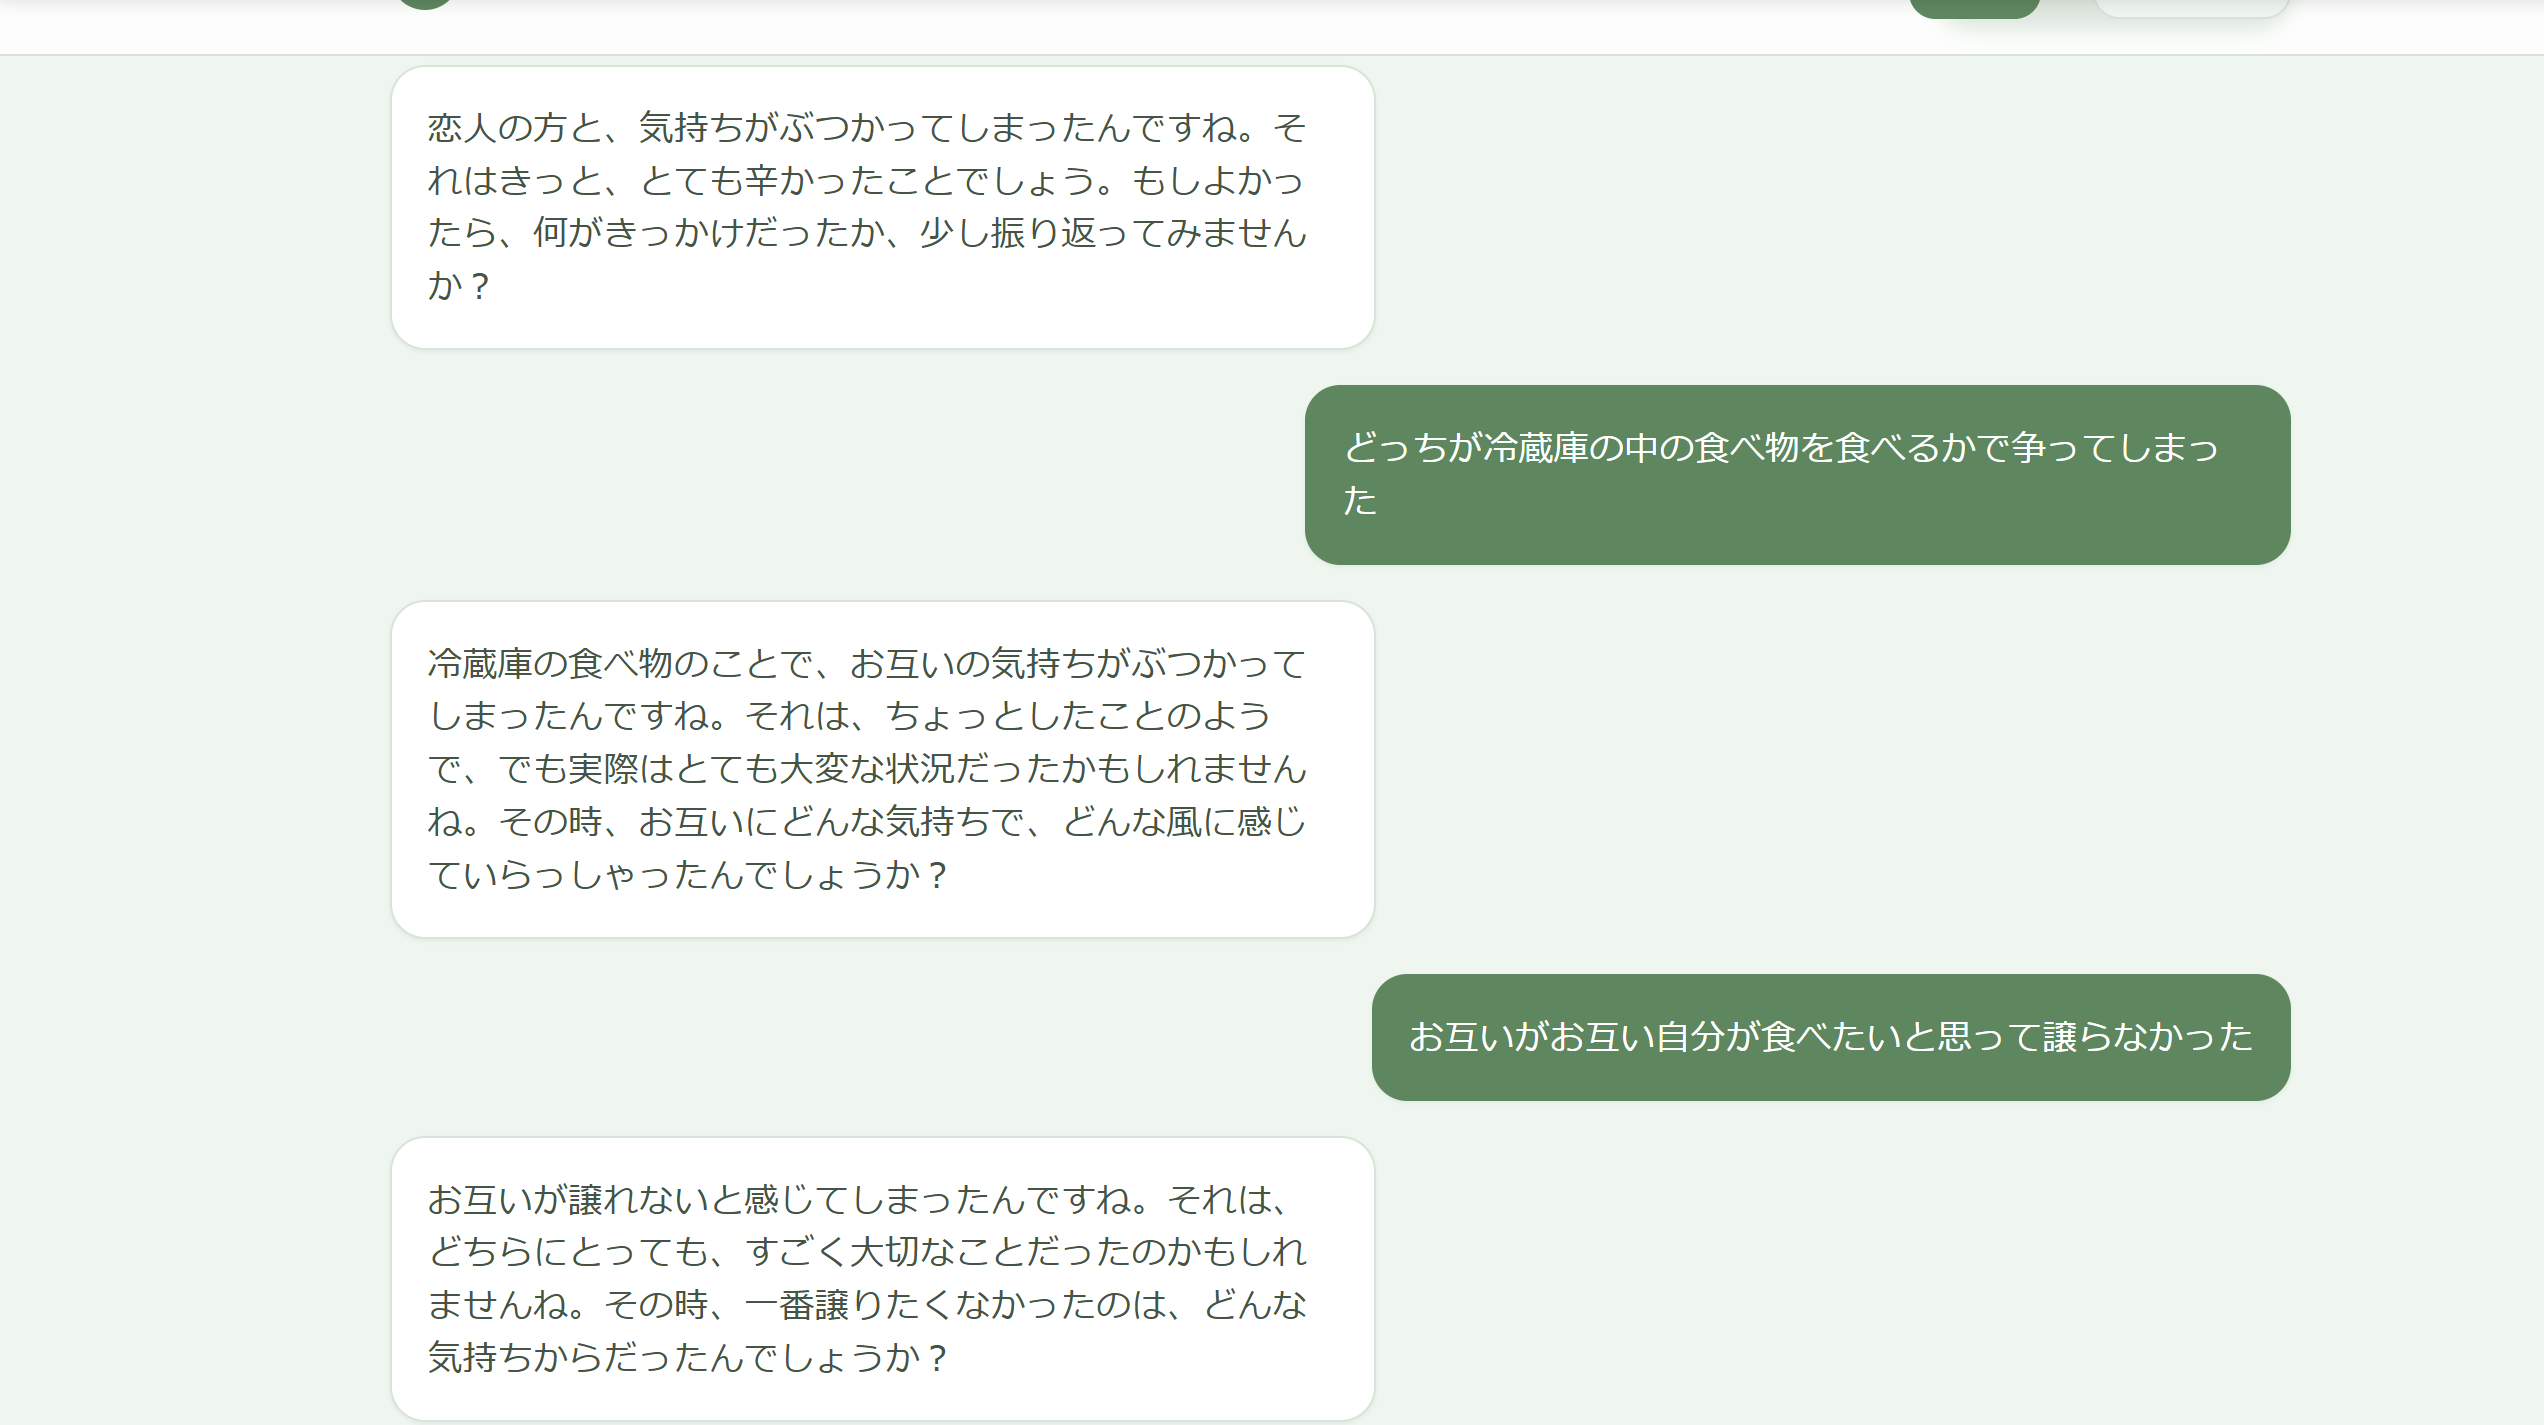 恋人の方と、気持ちがぶつかってしまったんですね。そ
れはきっと、とても辛かったことでしょう。もしよかっ
たら、何がきっかけだったか、少し振り返ってみません
か？
どっちが冷蔵庫の中の食べ物を食べるかで争ってしまっ
た
冷蔵庫の食べ物のことで、お互いの気持ちがぶつかって
しまったんですね。それは、ちょっとしたことのよう
で、でも実際はとても大変な状況だったかもしれません
ね。その時、お互いにどんな気持ちで、どんな風に感じ
ていらっしゃったんでしょうか？
お互いがお互い自分が食べたいと思って譲らなかった
お互いが譲れないと感じてしまったんですね。それは、
どちらにとっても、すごく大切なことだったのかもしれ
ませんね。その時、一番譲りたくなかったのは、どんな
気持ちからだったんでしょうか？